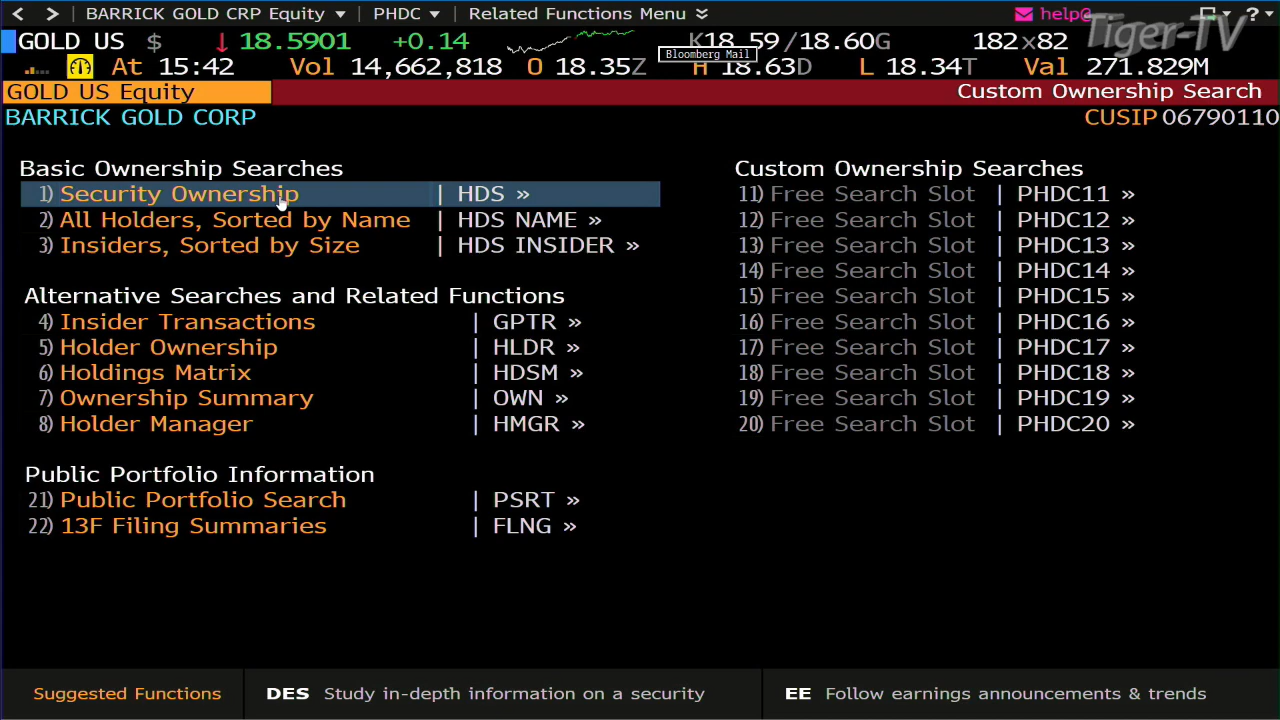 < > BARRICK GOLD CRP Equity ▾ PHDC ▾ Related Functions Menu help@ ?
Tiger-TV
GOLD US $ ↓ 18.5901 +0.14 K18.59/18.60G 182x82
Bloomberg Mail
At 15:42 Vol 14,662,818 O 18.35Z H 18.63D L 18.34T Val 271.829M
GOLD US Equity Custom Ownership Search
BARRICK GOLD CORP CUSIP 06790110
Basic Ownership Searches
1) Security Ownership | HDS »
2) All Holders, Sorted by Name | HDS NAME »
3) Insiders, Sorted by Size | HDS INSIDER »
Alternative Searches and Related Functions
4) Insider Transactions | GPTR »
5) Holder Ownership | HLDR »
6) Holdings Matrix | HDSM »
7) Ownership Summary | OWN »
8) Holder Manager | HMGR »
Public Portfolio Information
21) Public Portfolio Search | PSRT »
22) 13F Filing Summaries | FLNG »
Custom Ownership Searches
11) Free Search Slot | PHDC11 »
12) Free Search Slot | PHDC12 »
13) Free Search Slot | PHDC13 »
14) Free Search Slot | PHDC14 »
15) Free Search Slot | PHDC15 »
16) Free Search Slot | PHDC16 »
17) Free Search Slot | PHDC17 »
18) Free Search Slot | PHDC18 »
19) Free Search Slot | PHDC19 »
20) Free Search Slot | PHDC20 »
Suggested Functions DES Study in-depth information on a security EE Follow earnings announcements & trends